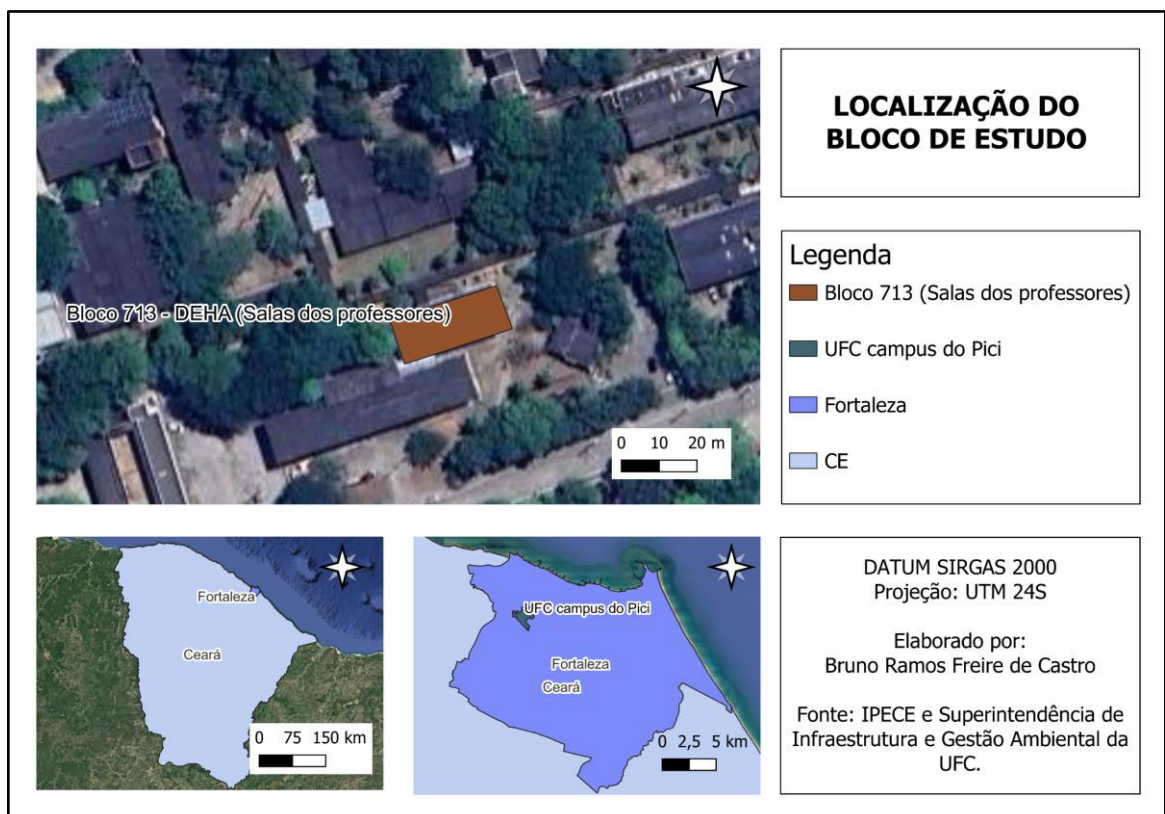 LOCALIZAÇÃO DO
BLOCO DE ESTUDO
Bloco 713 - DEHA (Salas dos professores)
0 10 20 m
Legenda
Bloco 713 (Salas dos professores)
UFC campus do Pici
Fortaleza
CE
Fortaleza
Ceará
0 75 150 km
UFC campus do Pici
Fortaleza
Ceará
0 2,5 5 km
DATUM SIRGAS 2000
Projeção: UTM 24S
Elaborado por:
Bruno Ramos Freire de Castro
Fonte: IPECE e Superintendência de
Infraestrutura e Gestão Ambiental da
UFC.